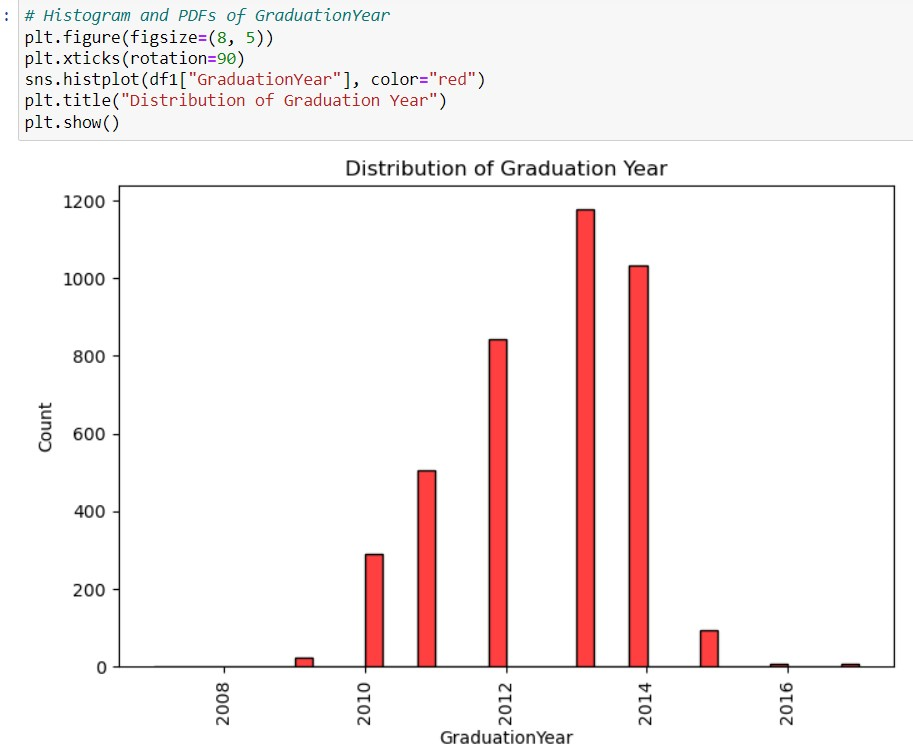 :
# Histogram and PDFs of GraduationYear
plt.figure(figsize=(8, 5))
plt.xticks(rotation=90)
sns.histplot(df1["GraduationYear"], color="red")
plt.title("Distribution of Graduation Year")
plt.show()
Distribution of Graduation Year
1200
1000
800
600
400
200
0
Count
2008
2010
2012
2014
2016
GraduationYear